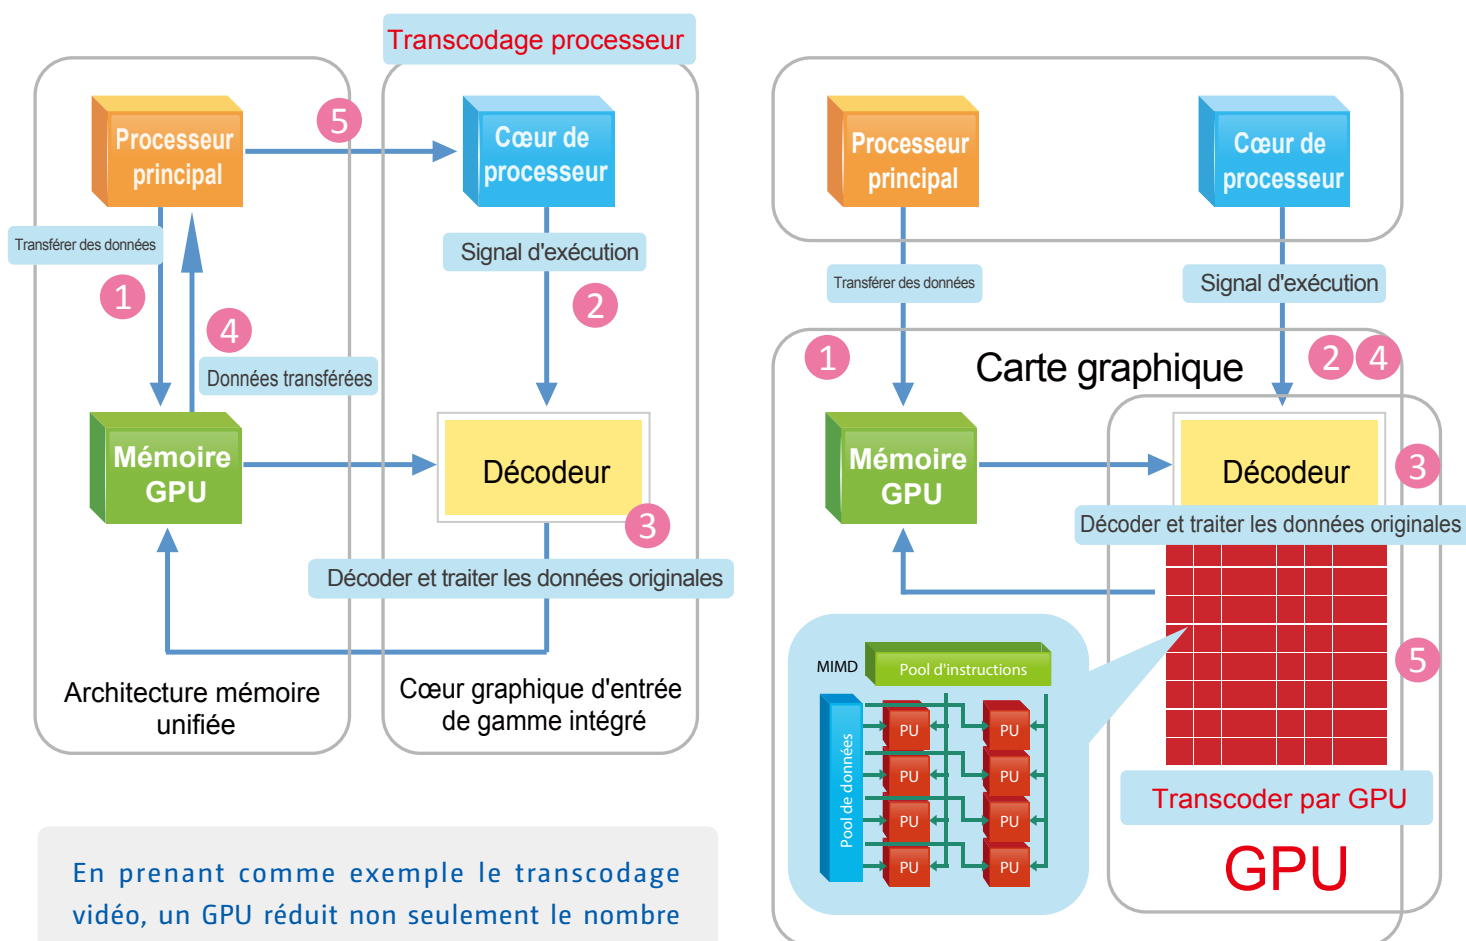 Transcodage processeur
Processeur
principal
5
Cœur de
processeur
Transférer des données
1
4
Données transférées
Signal d'exécution
2
Mémoire
GPU
Décodeur
3
Décoder et traiter les données originales
Architecture mémoire
unifiée
Cœur graphique d'entrée
de gamme intégré
En prenant comme exemple le transcodage
vidéo, un GPU réduit non seulement le nombre
Processeur
principal
Cœur de
processeur
Transférer des données
Signal d'exécution
1
Carte graphique
2
4
Mémoire
GPU
Décodeur
3
Décoder et traiter les données originales
5
MIMD
Pool d'instructions
Pool de données
PU
PU
PU
PU
PU
PU
PU
PU
Transcoder par GPU
GPU